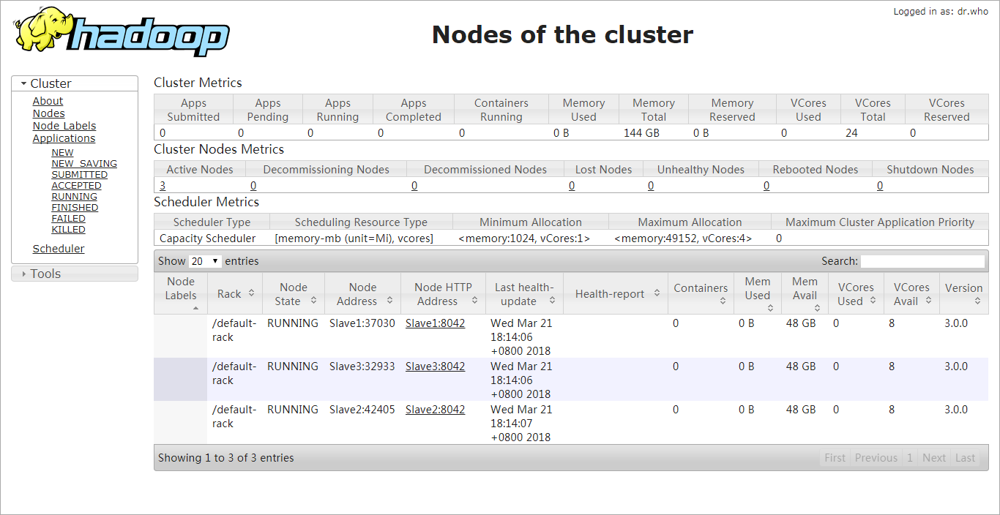 Logged in as: dr.who
hadoop
Nodes of the cluster
Cluster
About
Nodes
Node Labels
Applications
NEW
NEW_SAVING
SUBMITTED
ACCEPTED
RUNNING
FINISHED
FAILED
KILLED
Scheduler
Tools
Cluster Metrics
Apps Submitted Apps Pending Apps Running Apps Completed Containers Running Memory Used Memory Total Memory Reserved VCores Used VCores Total VCores Reserved
0 0 0 0 0 0 B 144 GB 0 B 0 24 0
Cluster Nodes Metrics
Active Nodes Decommissioning Nodes Decommissioned Nodes Lost Nodes Unhealthy Nodes Rebooted Nodes Shutdown Nodes
3 0 0 0 0 0 0
Scheduler Metrics
Scheduler Type Scheduling Resource Type Minimum Allocation Maximum Allocation Maximum Cluster Application Priority
Capacity Scheduler [memory-mb (unit=Mi), vcores] <memory:1024, vCores:1> <memory:49152, vCores:4> 0
Show 20 entries Search:
Node Labels Rack Node State Node Address Node HTTP Address Last health-update Health-report Containers Mem Used Mem Avail VCores Used VCores Avail Version
/default-rack RUNNING Slave1:37030 Slave1:8042 Wed Mar 21 18:14:06 +0800 2018 0 0 B 48 GB 0 8 3.0.0
/default-rack RUNNING Slave3:32933 Slave3:8042 Wed Mar 21 18:14:06 +0800 2018 0 0 B 48 GB 0 8 3.0.0
/default-rack RUNNING Slave2:42405 Slave2:8042 Wed Mar 21 18:14:07 +0800 2018 0 0 B 48 GB 0 8 3.0.0
Showing 1 to 3 of 3 entries First Previous 1 Next Last